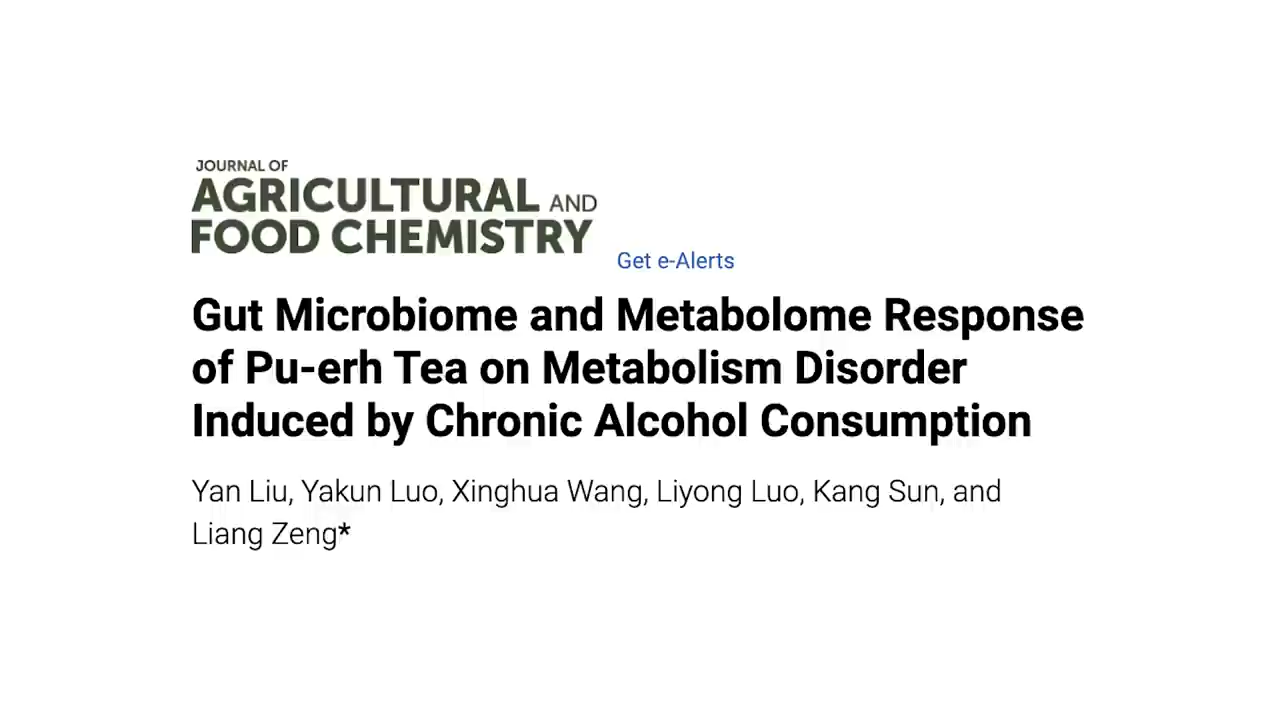 JOURNAL OF
AGRICULTURAL AND
FOOD CHEMISTRY
Get e-Alerts
Gut Microbiome and Metabolome Response
of Pu-erh Tea on Metabolism Disorder
Induced by Chronic Alcohol Consumption
Yan Liu, Yakun Luo, Xinghua Wang, Liyong Luo, Kang Sun, and
Liang Zeng*